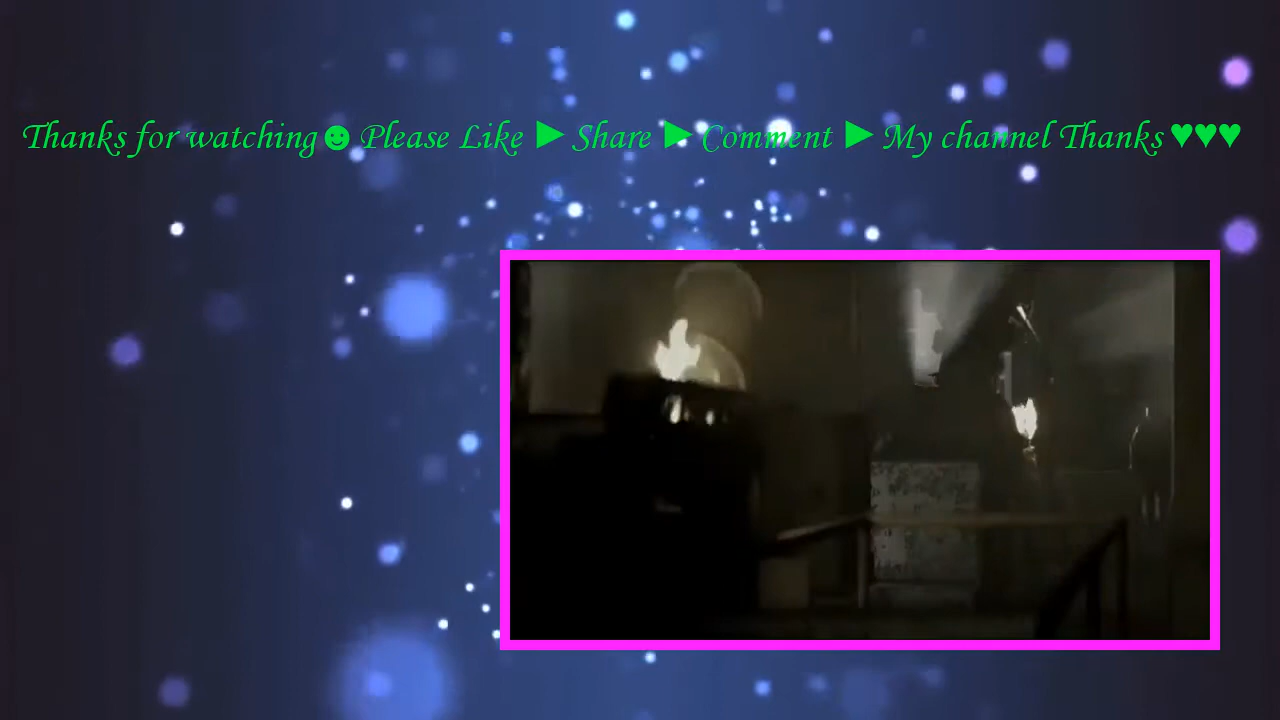 Thanks for watching☻Please Like ► Share ► Comment ► My channel Thanks ♥♥♥